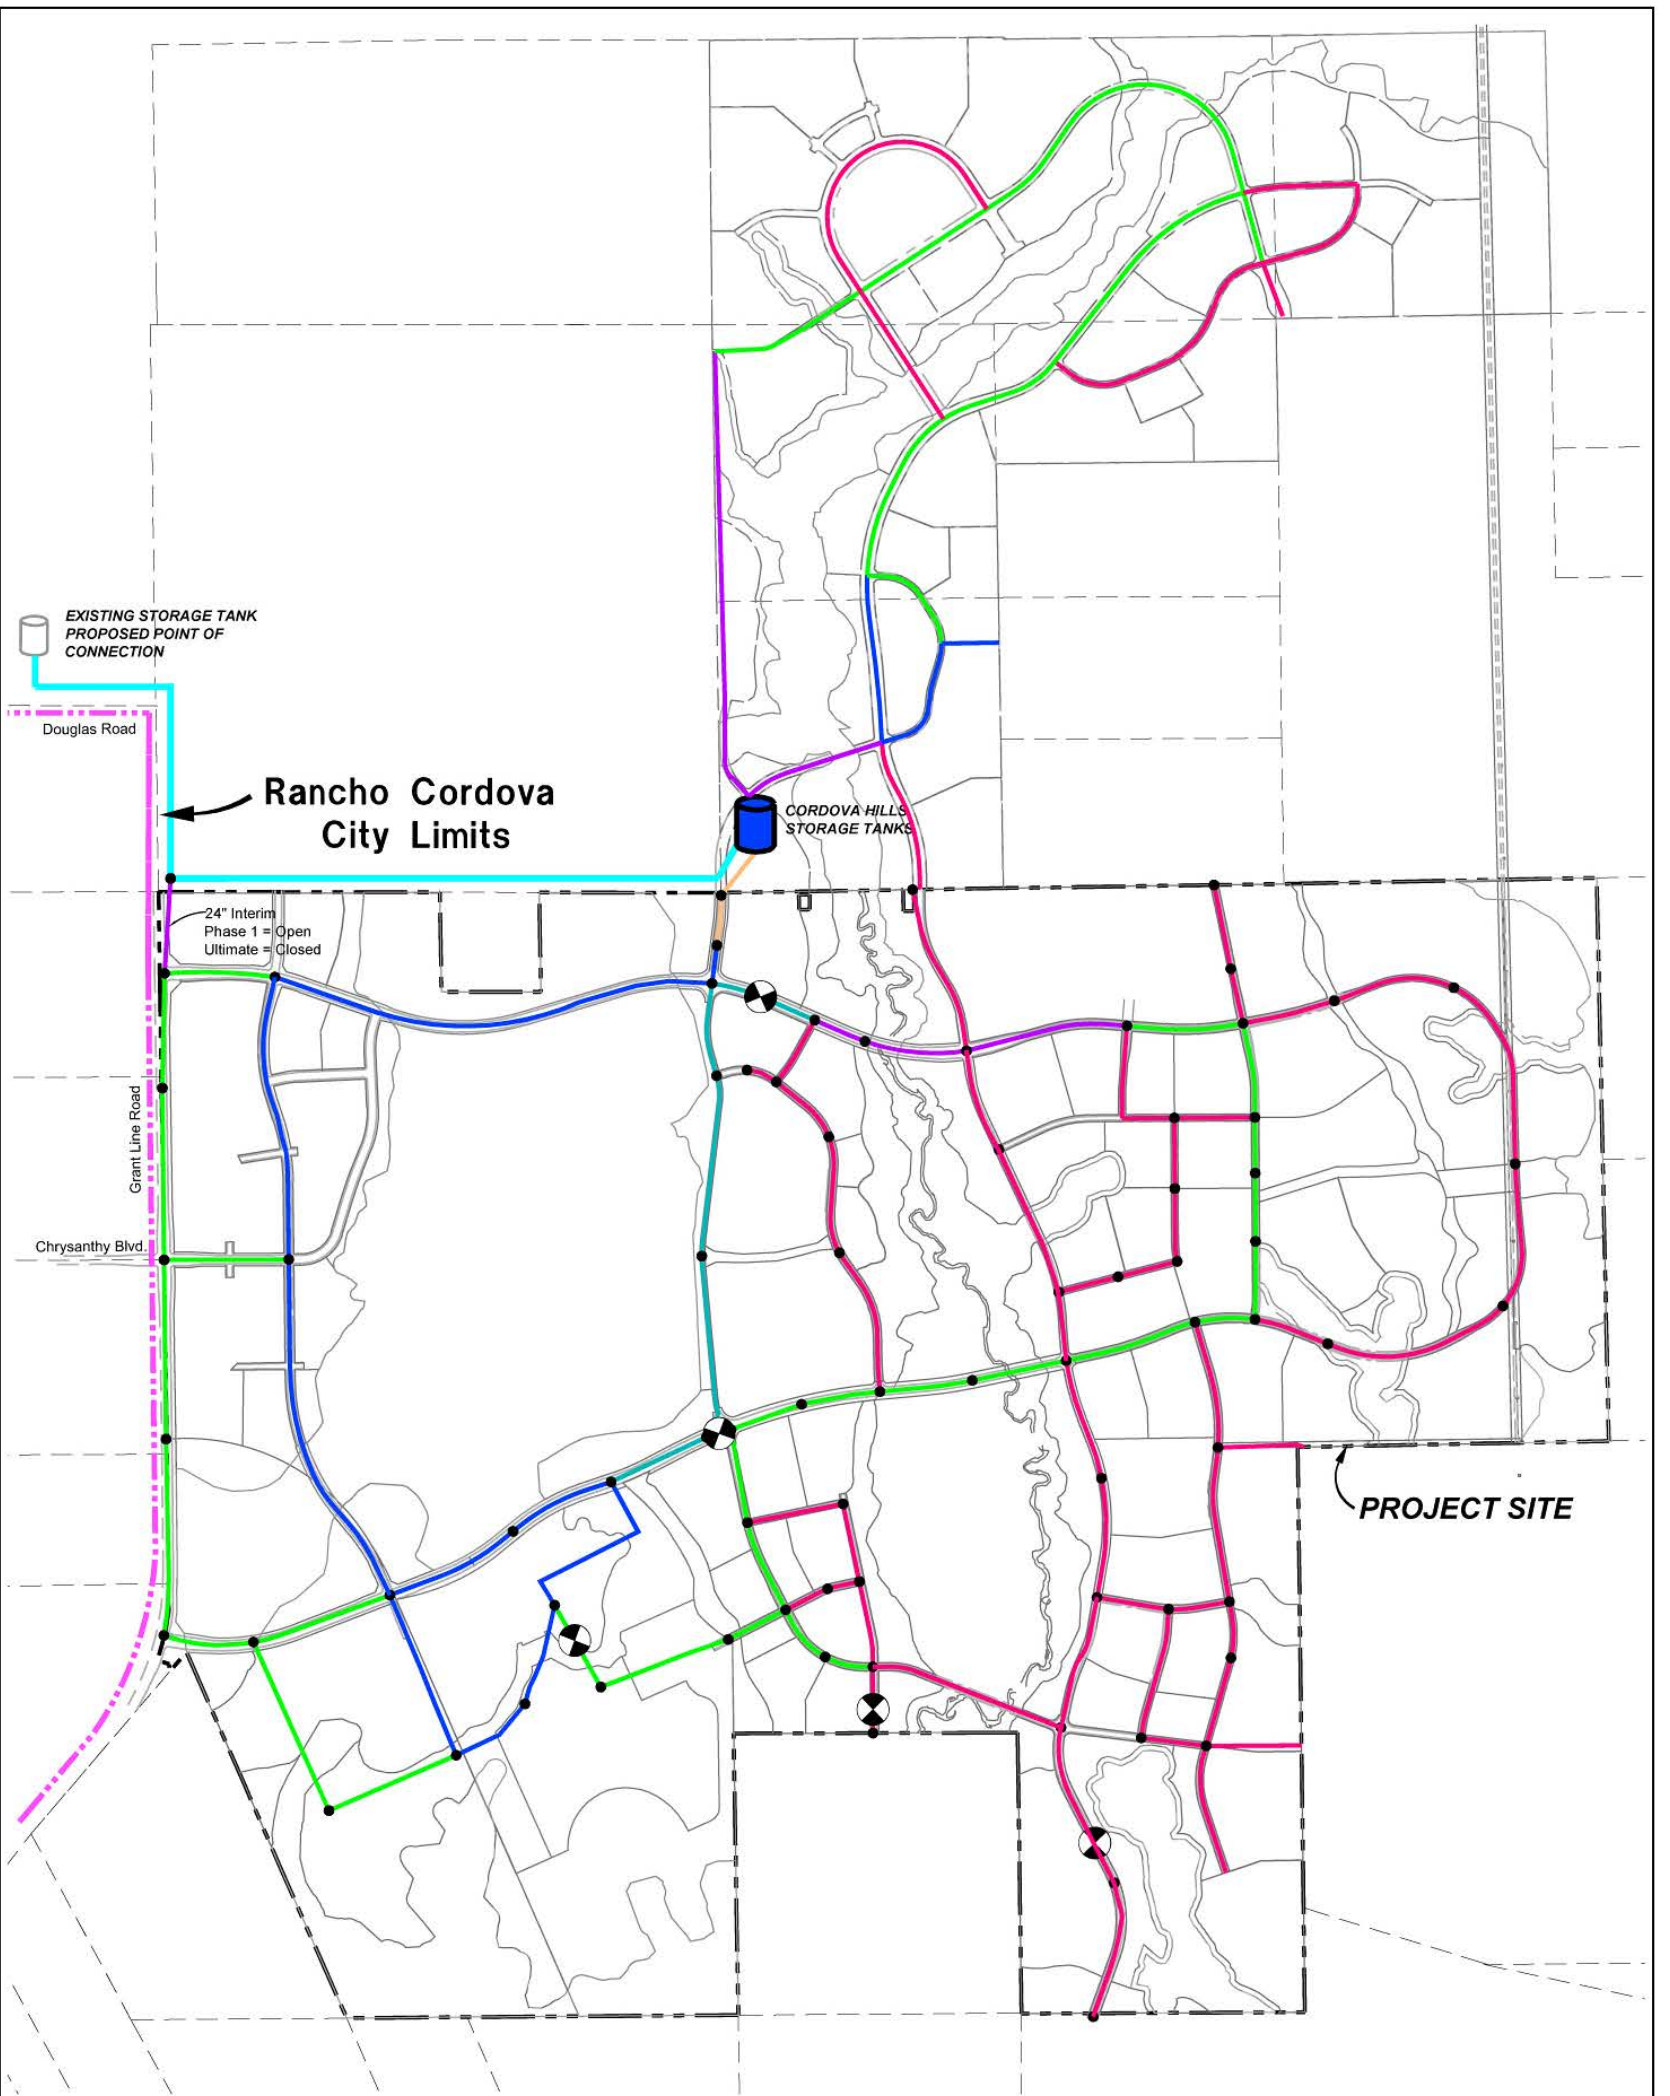 EXISTING STORAGE TANK
PROPOSED POINT OF
CONNECTION
Douglas Road
Rancho Cordova
City Limits
CORDOVA HILLS
STORAGE TANKS
24" Interim
Phase 1 = Open
Ultimate = Closed
Grant Line Road
Chrysanthy Blvd.
PROJECT SITE